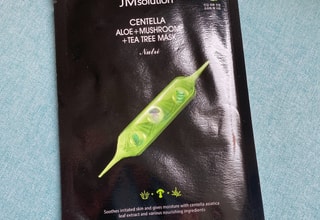 JMsolution
CENTELLA
ALOE+MUSHROOM
+TEA TREE MASK
Nutri
Soothes irritated skin and gives moisture with centella asiatica
leaf extract and various nourishing ingredients.